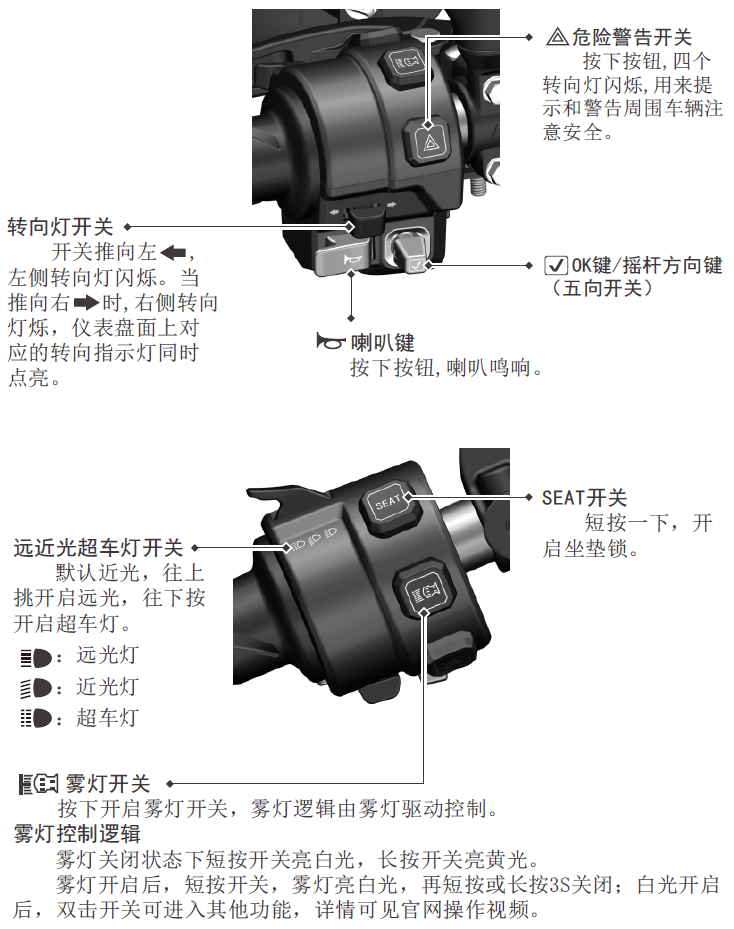 危险警告开关
按下按钮,四个
转向灯闪烁,用来提
示和警告周围车辆注
意安全。
转向灯开关
开关推向左,
左侧转向灯闪烁。当
推向右时,右侧转向
灯烁，仪表盘面上对
应的转向指示灯同时
点亮。
OK键/摇杆方向键
（五向开关）
喇叭键
按下按钮,喇叭鸣响。
SEAT
SEAT开关
短按一下，开
启坐垫锁。
远近光超车灯开关
默认近光，往上
挑开启远光，往下按
开启超车灯。
：远光灯
：近光灯
：超车灯
雾灯开关
按下开启雾灯开关，雾灯逻辑由雾灯驱动控制。
雾灯控制逻辑
雾灯关闭状态下短按开关亮白光，长按开关亮黄光。
雾灯开启后，短按开关，雾灯亮白光，再短按或长按3S关闭；白光开启
后，双击开关可进入其他功能，详情可见官网操作视频。